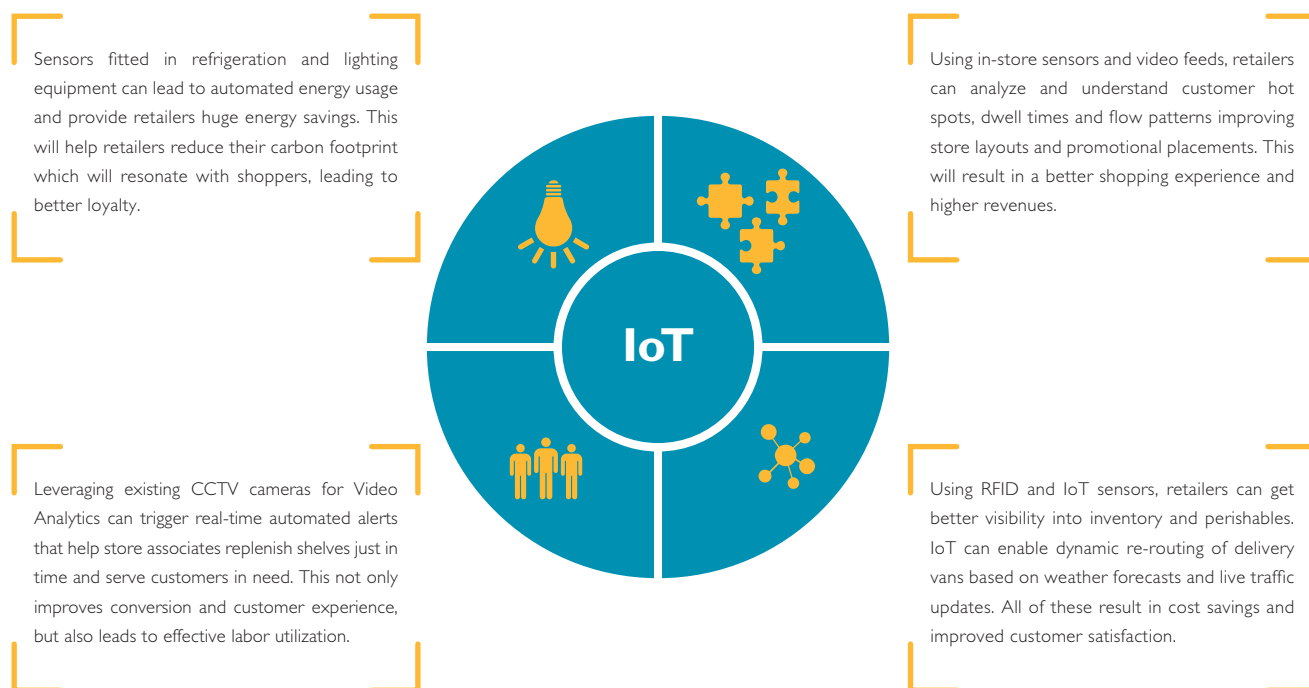 Sensors fitted in refrigeration and lighting
equipment can lead to automated energy usage
and provide retailers huge energy savings. This
will help retailers reduce their carbon footprint
which will resonate with shoppers, leading to
better loyalty.
Using in-store sensors and video feeds, retailers
can analyze and understand customer hot
spots, dwell times and flow patterns improving
store layouts and promotional placements. This
will result in a better shopping experience and
higher revenues.
IoT
Leveraging existing CCTV cameras for Video
Analytics can trigger real-time automated alerts
that help store associates replenish shelves just in
time and serve customers in need. This not only
improves conversion and customer experience,
but also leads to effective labor utilization.
Using RFID and IoT sensors, retailers can get
better visibility into inventory and perishables.
IoT can enable dynamic re-routing of delivery
vans based on weather forecasts and live traffic
updates. All of these result in cost savings and
improved customer satisfaction.